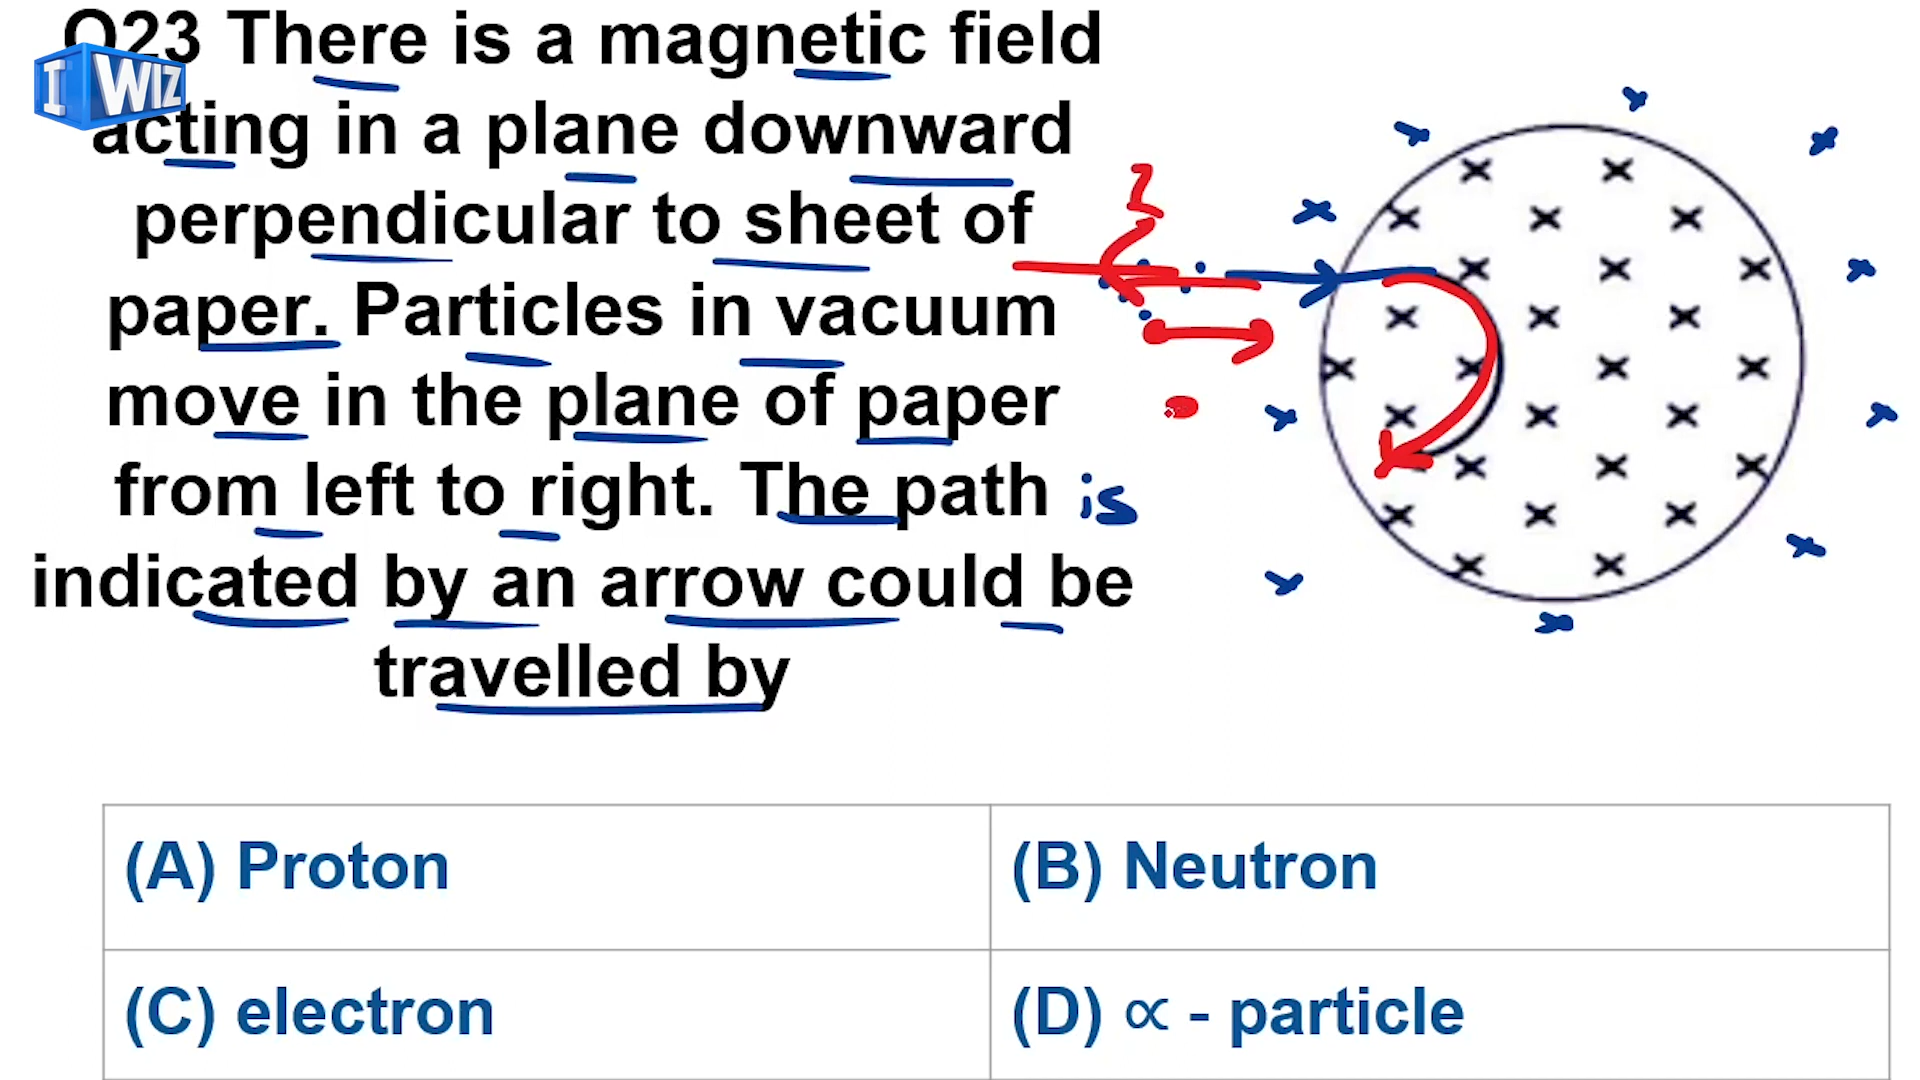 Q23 There is a magnetic field
acting in a plane downward
perpendicular to sheet of
paper. Particles in vacuum
move in the plane of paper
from left to right. The path is
indicated by an arrow could be
travelled by
I WIZ
(A) Proton
(B) Neutron
(C) electron
(D) ∝ - particle